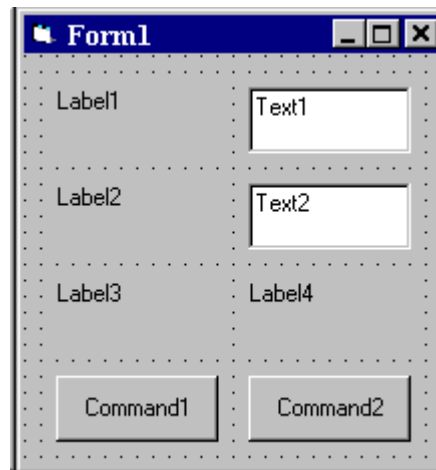 Form1
Label1 Text1
Label2 Text2
Label3 Label4
Command1 Command2